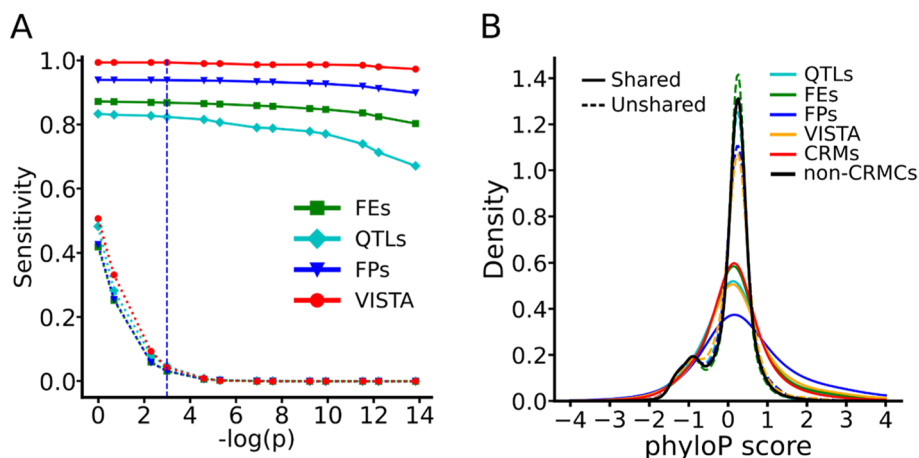 A
Sensitivity
1.0
0.8
0.6
0.4
0.2
0.0
FEs
QTLs
FPs
VISTA
0 2 4 6 8 10 12 14
-log(p)
B
Density
1.4
1.2
1.0
0.8
0.6
0.4
0.2
0.0
Shared
Unshared
QTLs
FEs
FPs
VISTA
CRMs
non-CRMCs
−4 −3 −2 −1 0 1 2 3 4
phyloP score